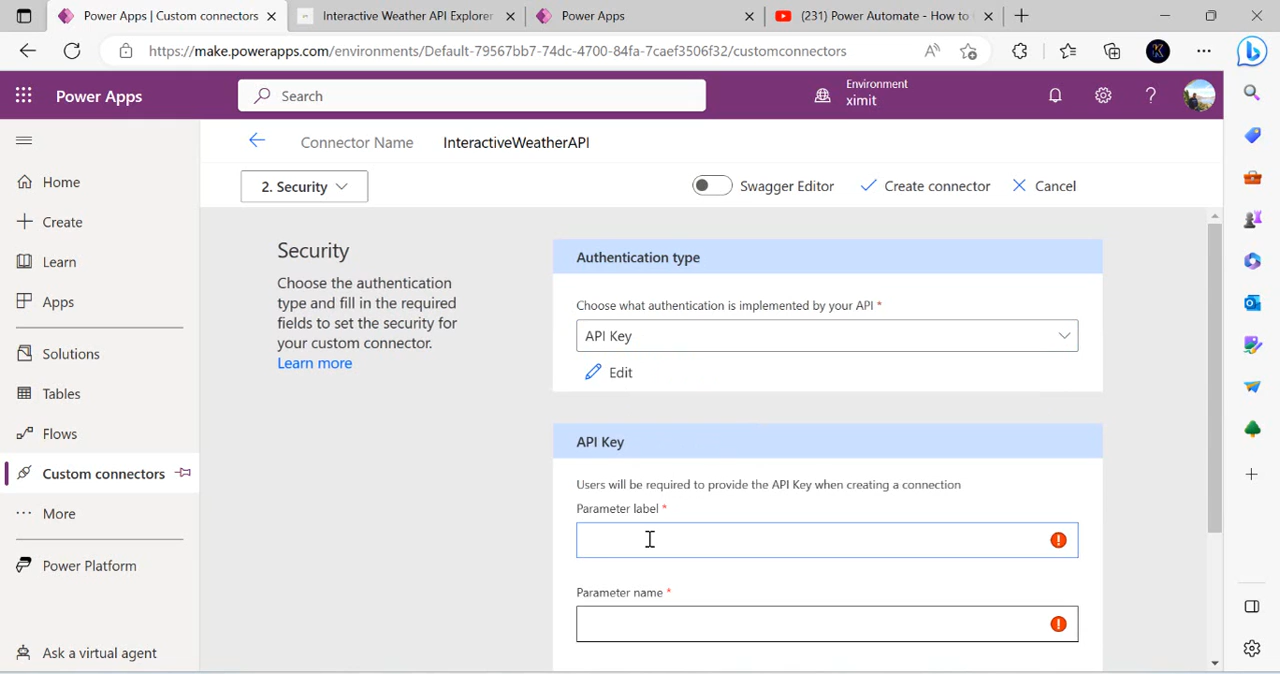 Power Apps | Custom connectors
Interactive Weather API Explorer
Power Apps
(231) Power Automate - How to
https://make.powerapps.com/environments/Default-79567bb7-74dc-4700-84fa-7caef3506f32/customconnectors
Power Apps
Search
Environment
ximit
Connector Name
InteractiveWeatherAPI
2. Security
Swagger Editor
Create connector
Cancel
Home
Create
Learn
Apps
Solutions
Tables
Flows
Custom connectors
More
Power Platform
Ask a virtual agent
Security
Choose the authentication
type and fill in the required
fields to set the security for
your custom connector.
Learn more
Authentication type
Choose what authentication is implemented by your API *
API Key
Edit
API Key
Users will be required to provide the API Key when creating a connection
Parameter label *
Parameter name *